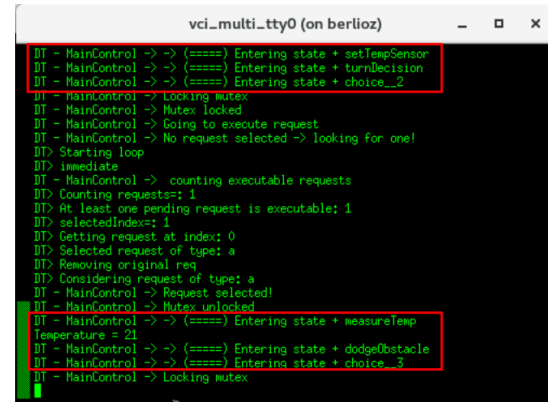 vci_multi_tty0 (on berlioz)
DT - MainControl -> -> (=====) Entering state + setTempSensor
DT - MainControl -> -> (=====) Entering state + turnDecision
DT - MainControl -> -> (=====) Entering state + choice__2
DT - MainControl -> Locking mutex
DT - MainControl -> Mutex locked
DT - MainControl -> Going to execute request
DT - MainControl -> No request selected -> looking for one!
DT> Starting loop
DT> immediate
DT - MainControl ->  counting executable requests
DT> Counting requests=: 1
DT> At least one pending request is executable: 1
DT> selectedIndex=: 1
DT> Getting request at index: 0
DT> Selected request of type: a
DT> Removing original req
DT> Considering request of type: a
DT - MainControl -> Request selected!
DT - MainControl -> Mutex unlocked
DT - MainControl -> -> (=====) Entering state + measureTemp
Temperature = 21
DT - MainControl -> -> (=====) Entering state + dodgeObstacle
DT - MainControl -> -> (=====) Entering state + choice__3
DT - MainControl -> Locking mutex